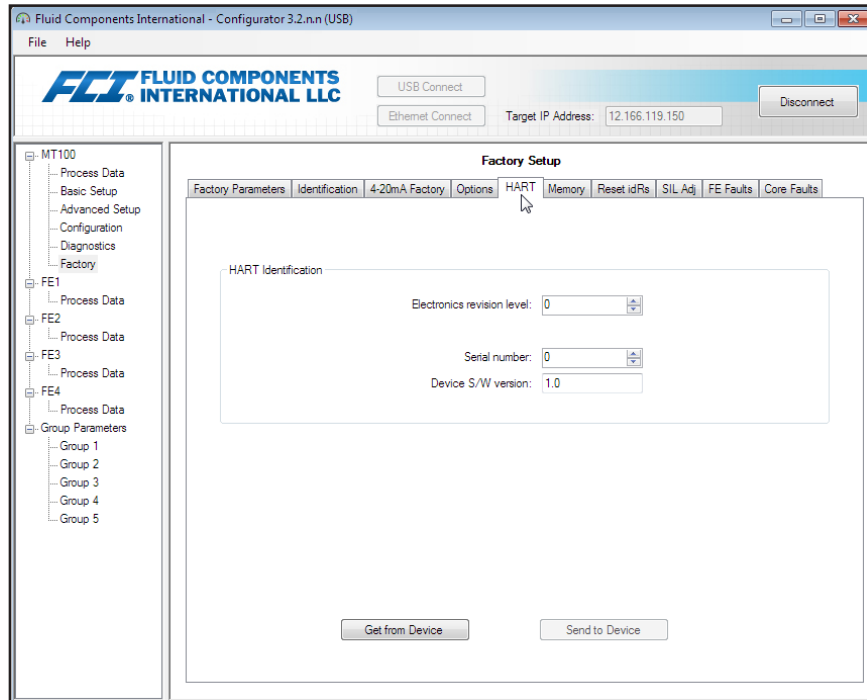 Fluid Components International - Configurator 3.2.n.n (USB)
File Help
FCI ® FLUID COMPONENTS
INTERNATIONAL LLC
USB Connect
Ethernet Connect
Target IP Address: 12.166.119.150
Disconnect
MT100
Process Data
Basic Setup
Advanced Setup
Configuration
Diagnostics
Factory
FE1
Process Data
FE2
Process Data
FE3
Process Data
FE4
Process Data
Group Parameters
Group 1
Group 2
Group 3
Group 4
Group 5
Factory Setup
Factory Parameters Identification 4-20mA Factory Options HART Memory Reset idRs SIL Adj FE Faults Core Faults
HART Identification
Electronics revision level: 0
Serial number: 0
Device S/W version: 1.0
Get from Device Send to Device